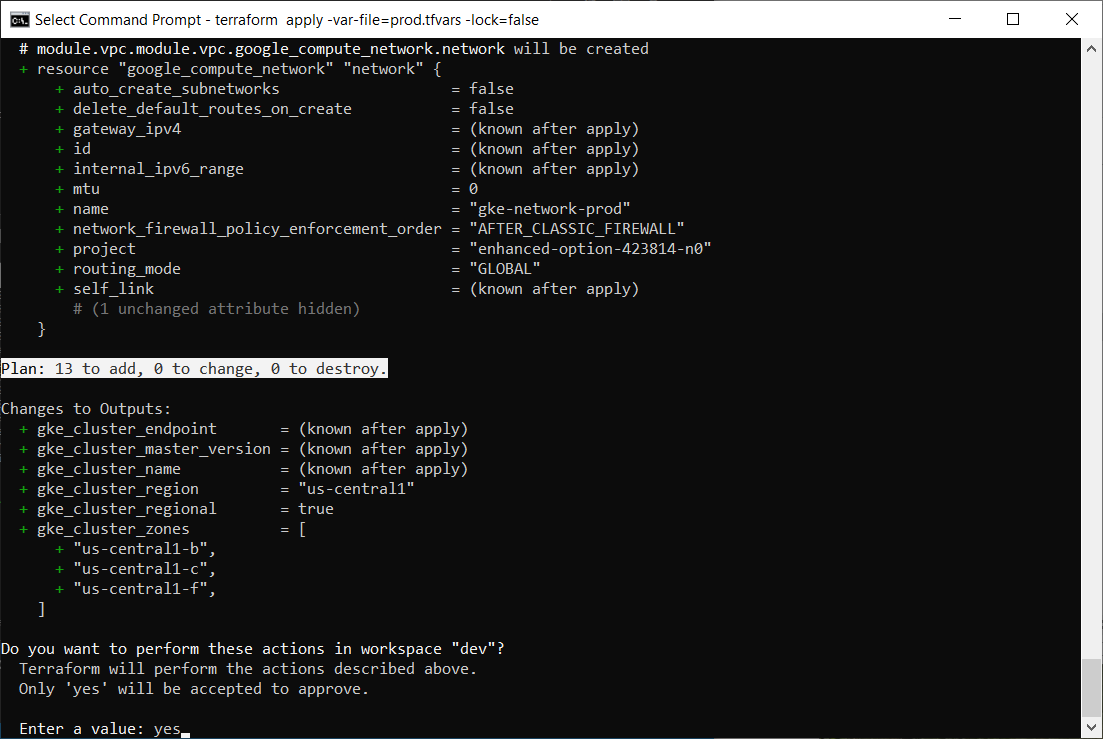 Select Command Prompt - terraform  apply -var-file=prod.tfvars -lock=false
  # module.vpc.module.vpc.google_compute_network.network will be created
  + resource "google_compute_network" "network" {
      + auto_create_subnetworks                   = false
      + delete_default_routes_on_create           = false
      + gateway_ipv4                              = (known after apply)
      + id                                        = (known after apply)
      + internal_ipv6_range                       = (known after apply)
      + mtu                                       = 0
      + name                                      = "gke-network-prod"
      + network_firewall_policy_enforcement_order = "AFTER_CLASSIC_FIREWALL"
      + project                                   = "enhanced-option-423814-n0"
      + routing_mode                              = "GLOBAL"
      + self_link                                 = (known after apply)
        # (1 unchanged attribute hidden)
    }
Plan: 13 to add, 0 to change, 0 to destroy.
Changes to Outputs:
  + gke_cluster_endpoint       = (known after apply)
  + gke_cluster_master_version = (known after apply)
  + gke_cluster_name           = (known after apply)
  + gke_cluster_region         = "us-central1"
  + gke_cluster_regional       = true
  + gke_cluster_zones          = [
      + "us-central1-b",
      + "us-central1-c",
      + "us-central1-f",
    ]
Do you want to perform these actions in workspace "dev"?
  Terraform will perform the actions described above.
  Only 'yes' will be accepted to approve.
  Enter a value: yes